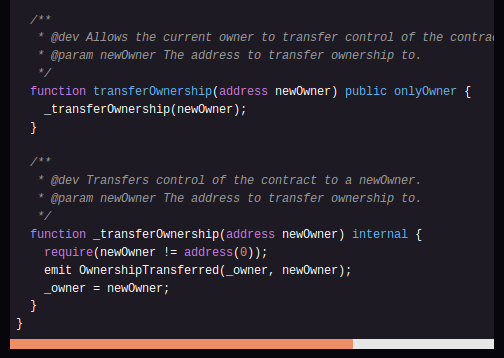 /**
* @dev Allows the current owner to transfer control of the
* @param newOwner The address to transfer ownership to.
*/
function transferOwnership(address newOwner) public onlyOwner {
_transferOwnership(newOwner);
}
/**
* @dev Transfers control of the contract to a newOwner.
* @param newOwner The address to transfer ownership to.
*/
function _transferOwnership(address newOwner) internal {
require(newOwner != address(0));
emit OwnershipTransferred(_owner, newOwner);
_owner = newOwner;
}
}